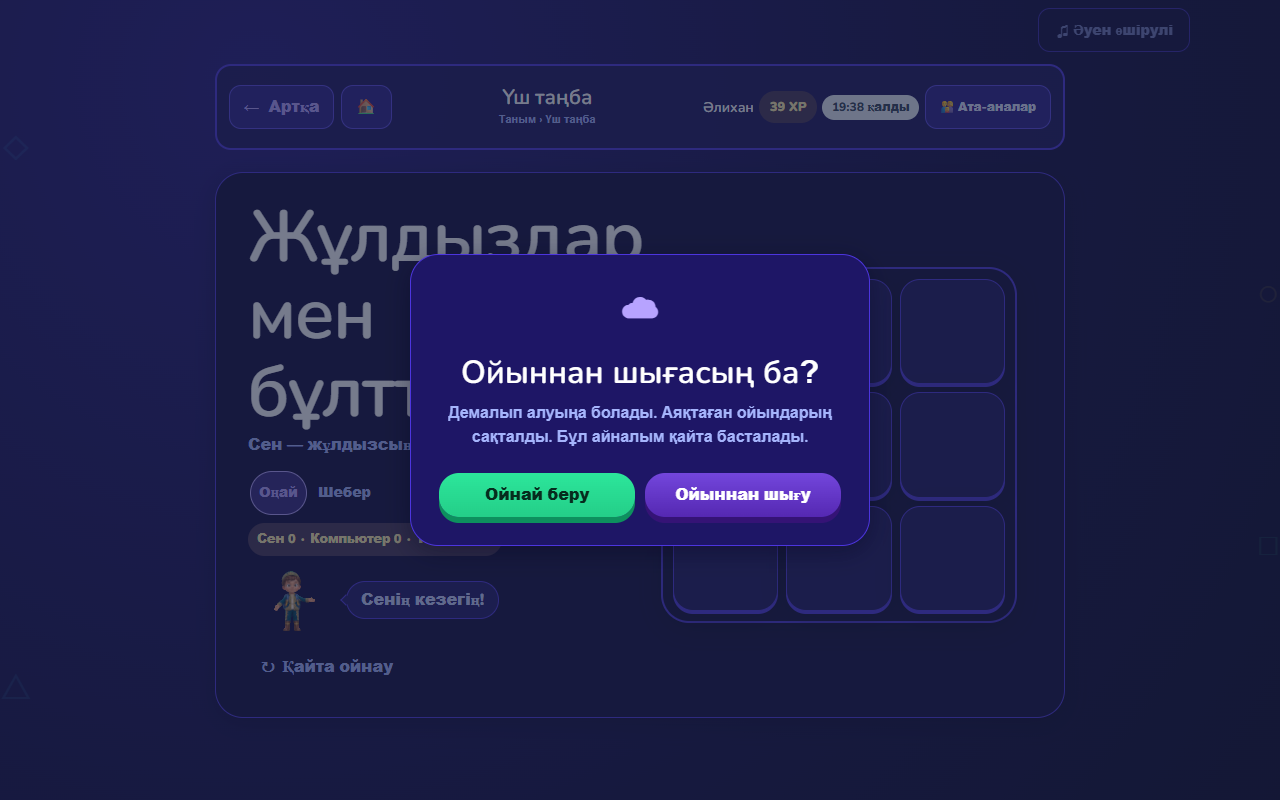 ♫ Әуен өшірулі
← Артқа
Үш таңба
Таным › Үш таңба
Әлихан
39 XP
19:38 қалды
Ата-аналар
Жұлдыздар
мен
Сен — жұлдызсың
Оңай
Шебер
Сен 0 · Компьютер 0 ·
Сенің кезегің!
↻ Қайта ойнау
Ойыннан шығасың ба?
Демалып алуыңа болады. Аяқтаған ойындарың
сақталды. Бұл айналым қайта басталады.
Ойнай беру
Ойыннан шығу